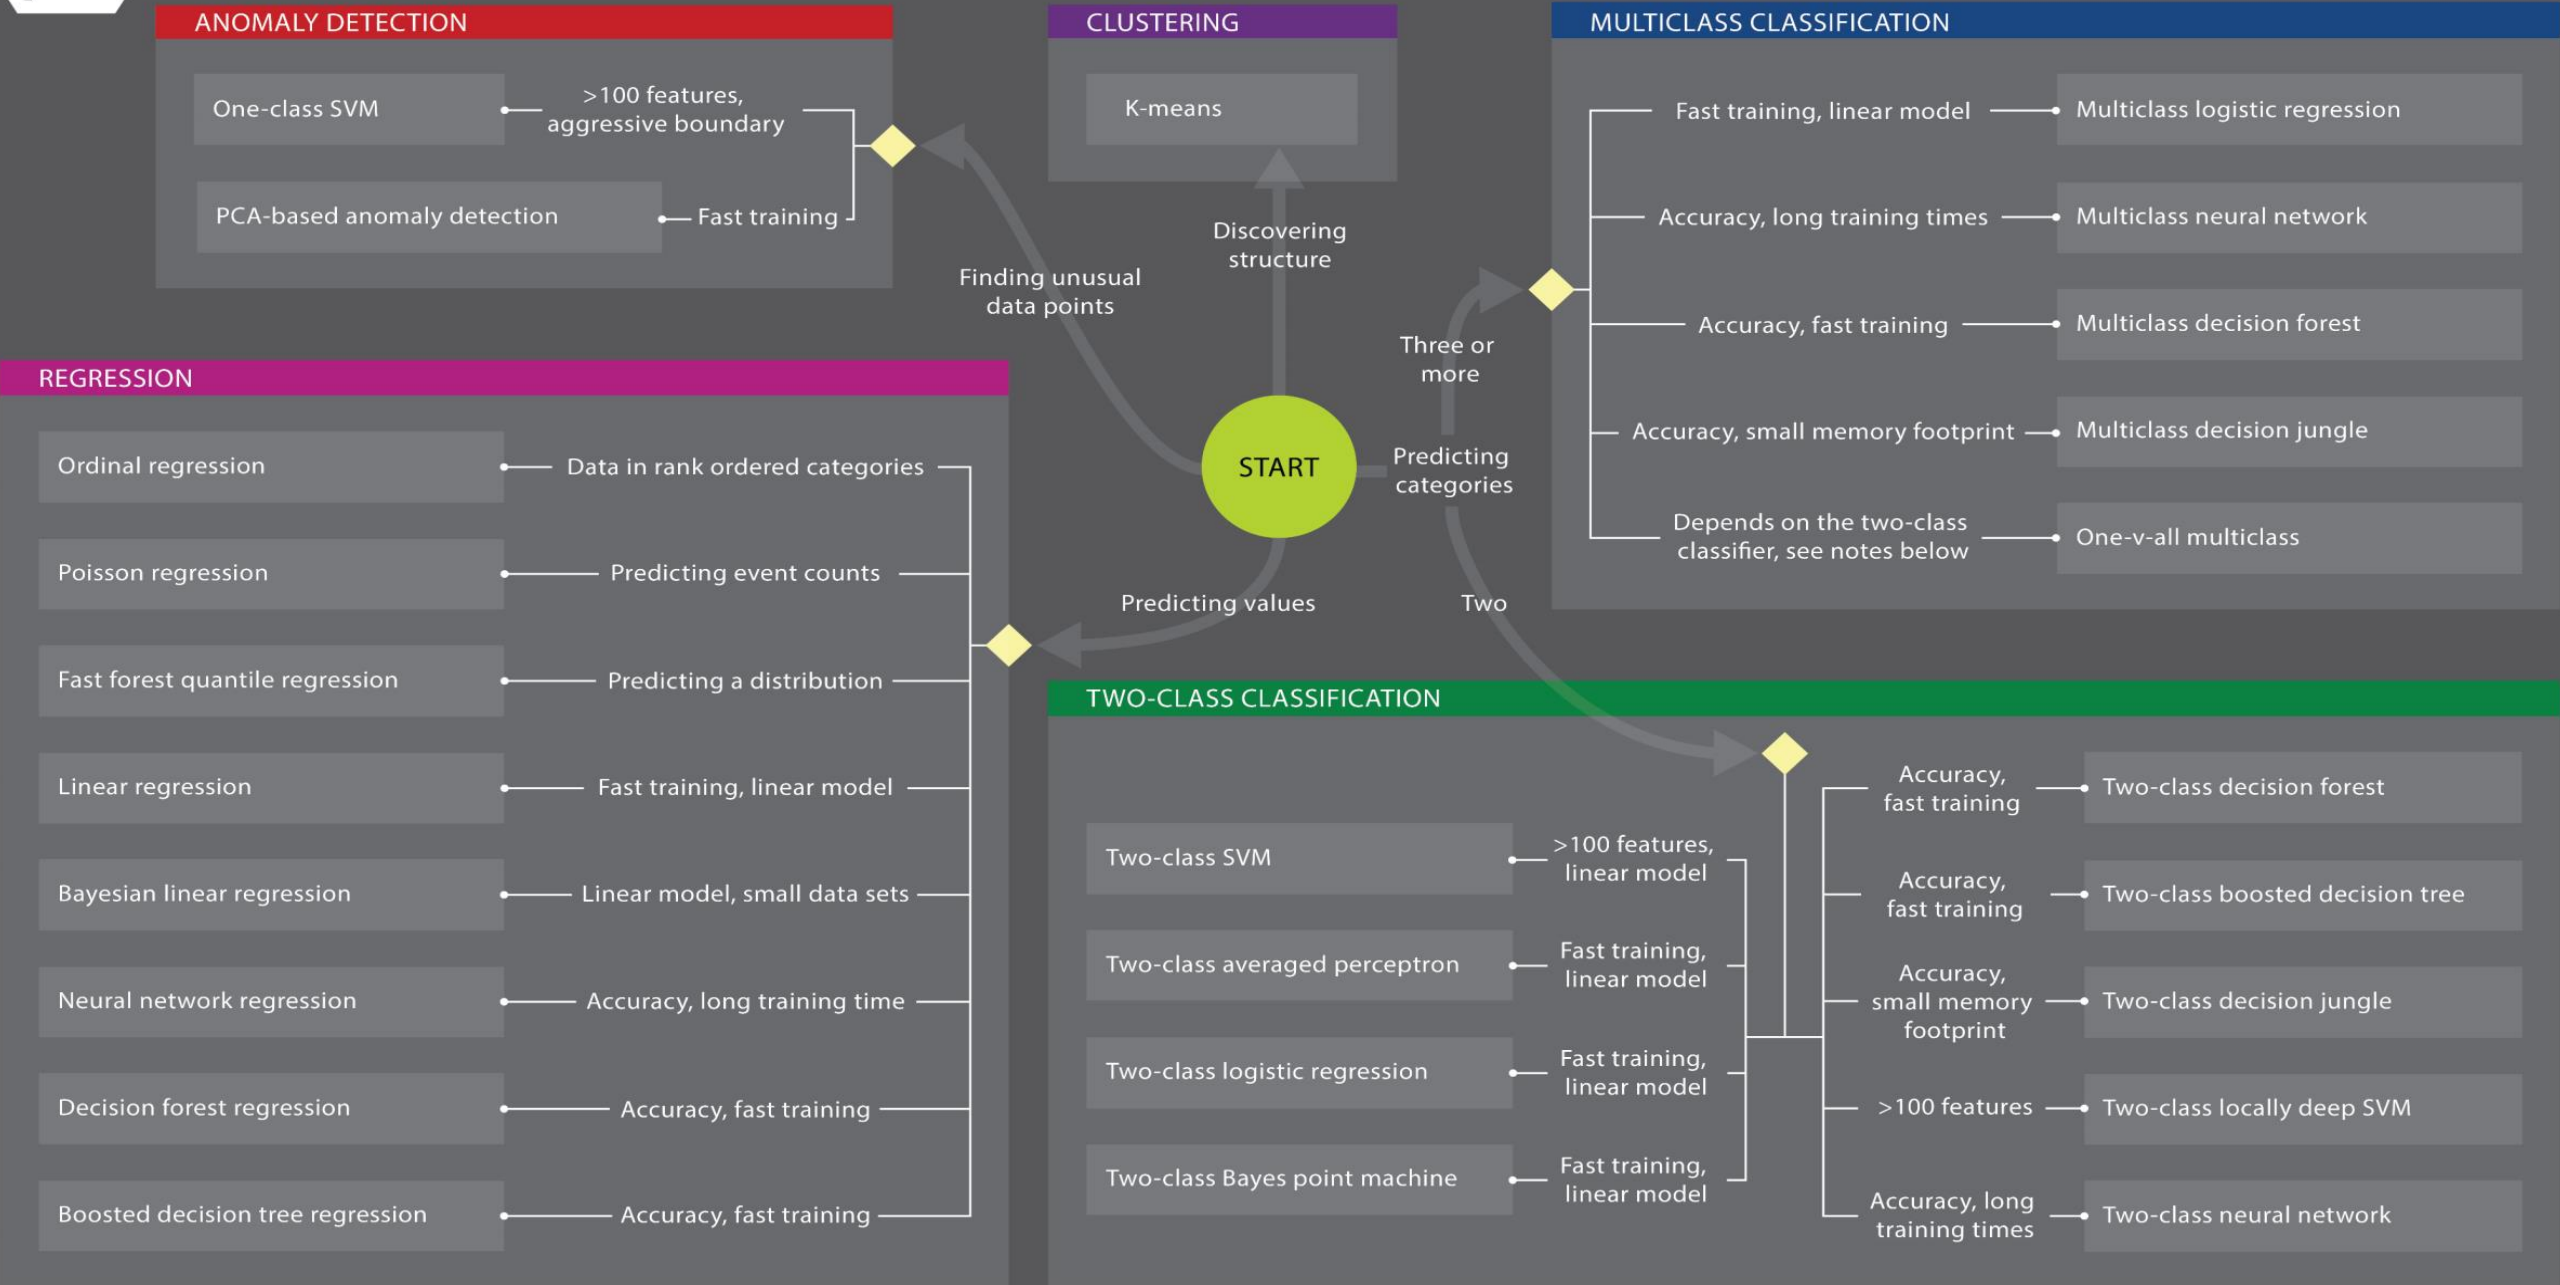 ANOMALY DETECTION
One-class SVM
>100 features,
aggressive boundary
PCA-based anomaly detection
Fast training
CLUSTERING
K-means
MULTICLASS CLASSIFICATION
Fast training, linear model
Multiclass logistic regression
Accuracy, long training times
Multiclass neural network
Accuracy, fast training
Multiclass decision forest
Accuracy, small memory footprint
Multiclass decision jungle
Depends on the two-class
classifier, see notes below
One-v-all multiclass
Finding unusual
data points
Discovering
structure
Three or
more
START
Predicting
categories
Predicting values
Two
REGRESSION
Ordinal regression
Data in rank ordered categories
Poisson regression
Predicting event counts
Fast forest quantile regression
Predicting a distribution
Linear regression
Fast training, linear model
Bayesian linear regression
Linear model, small data sets
Neural network regression
Accuracy, long training time
Decision forest regression
Accuracy, fast training
Boosted decision tree regression
Accuracy, fast training
TWO-CLASS CLASSIFICATION
Two-class SVM
>100 features,
linear model
Two-class averaged perceptron
Fast training,
linear model
Two-class logistic regression
Fast training,
linear model
Two-class Bayes point machine
Fast training,
linear model
Accuracy,
fast training
Two-class decision forest
Accuracy,
fast training
Two-class boosted decision tree
Accuracy,
small memory
footprint
Two-class decision jungle
>100 features
Two-class locally deep SVM
Accuracy, long
training times
Two-class neural network